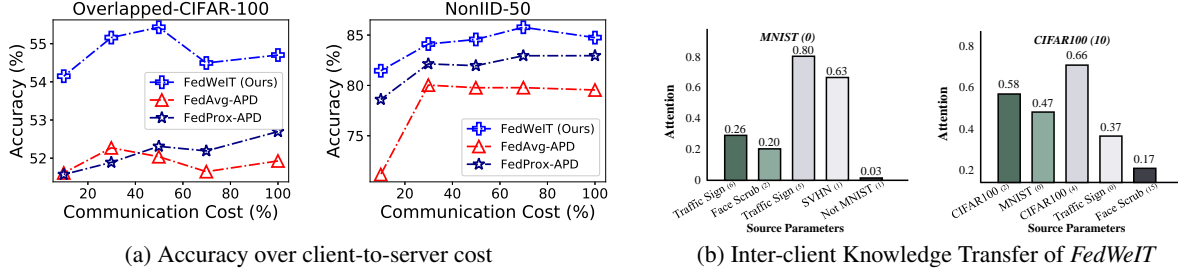 Overlapped-CIFAR-100
Accuracy (%)
55
54
53
52
FedWeIT (Ours)
FedAvg-APD
FedProx-APD
20 40 60 80 100
Communication Cost (%)
NonIID-50
Accuracy (%)
85
80
75
FedWeIT (Ours)
FedAvg-APD
FedProx-APD
20 40 60 80 100
Communication Cost (%)
(a) Accuracy over client-to-server cost
MNIST (0)
Attention
0.8
0.6
0.4
0.2
0.26
0.20
0.80
0.63
0.03
Traffic Sign (6)
Face Scrub (2)
Traffic Sign (5)
SVHN (1)
Not MNIST (1)
Source Parameters
CIFAR100 (10)
Attention
0.8
0.6
0.4
0.2
0.58
0.47
0.66
0.37
0.17
CIFAR100 (2)
MNIST (0)
CIFAR100 (4)
Traffic Sign (0)
Face Scrub (15)
Source Parameters
(b) Inter-client Knowledge Transfer of FedWeIT